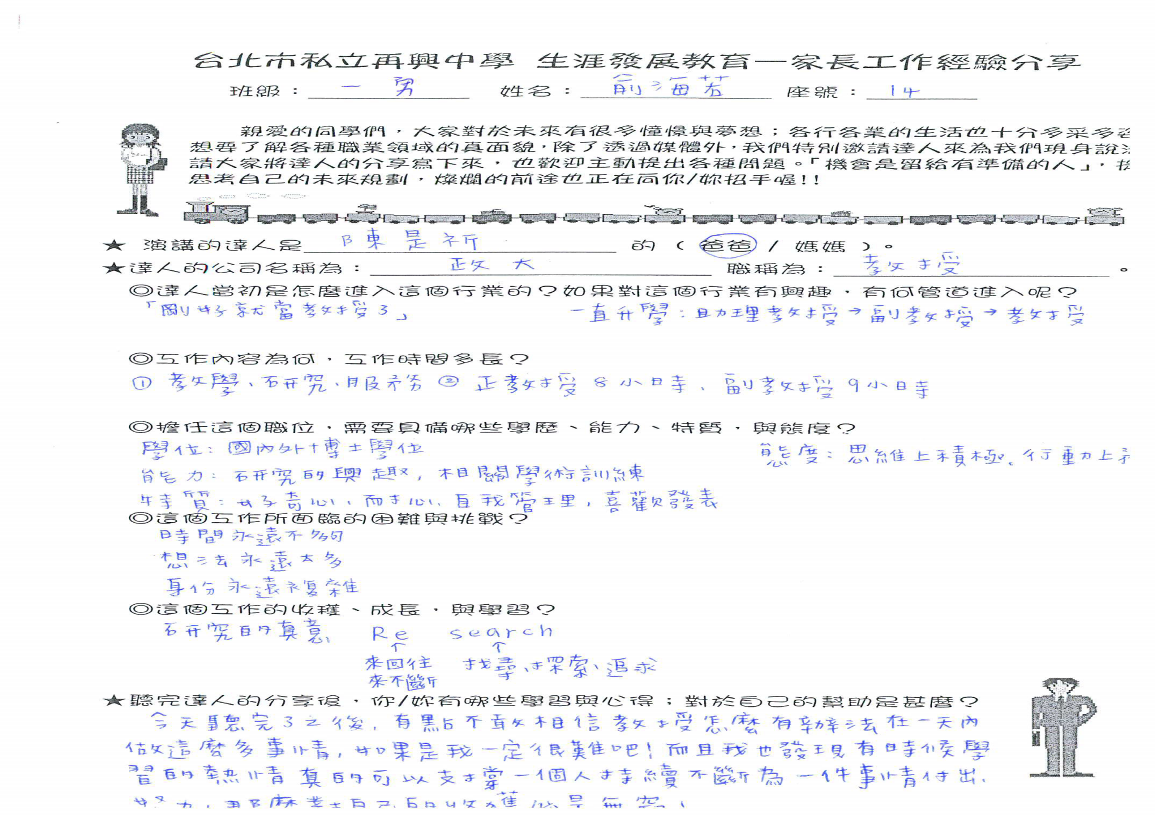 台北市私立再興中學 生涯發展教育—家長工作經驗分享
班級：一勇 姓名：俞海若 座號：14
親愛的同學們，大家對於未來有很多憧憬與夢想；各行各業的生活也十分多采多姿
想要了解各種職業領域的真面貌，除了透過媒體外，我們特別邀請達人來為我們現身說法
請大家將達人的分享寫下來，也歡迎主動提出各種問題。「機會是留給有準備的人」，
思考自己的未來規劃，燦爛的前途也正在向你/妳招手喔!!
★ 演講的達人是 陳是祈 的（爸爸 / 媽媽）。
★達人的公司名稱為：政大 職稱為：教授 。
◎達人當初是怎麼進入這個行業的？如果對這個行業有興趣，有何管道進入呢？
「剛好就當教授了」 一直升學：助理教授→副教授→教授
◎工作內容為何，工作時間多長？
① 教學、研究、服務 ② 正教授 8 小時、副教授 9小時
◎擔任這個職位，需要具備哪些學歷、能力、特質，與態度？
學位：國內外博士學位 態度：思維上積極、行動上
能力：研究的興趣，相關學術訓練
特質：好奇心、耐心、自我管理，喜歡發表
◎這個工作所面臨的困難與挑戰？
時間永遠不夠
想法永遠太多
身份永遠複雜
◎這個工作的收穫、成長，與學習？
研究的真意 Re search
↑ ↑
來回往 找尋、探索、追求
來不斷
★聽完達人的分享後，你/妳有哪些學習與心得；對於自己的幫助是甚麼？
今天聽完了之後，有點不敢相信教授怎麼有辦法在一天內
做這麼多事情，如果是我一定很難吧！而且我也發現有時候學
習的熱情真的可以支撐一個人持續不斷為一件事情付出、